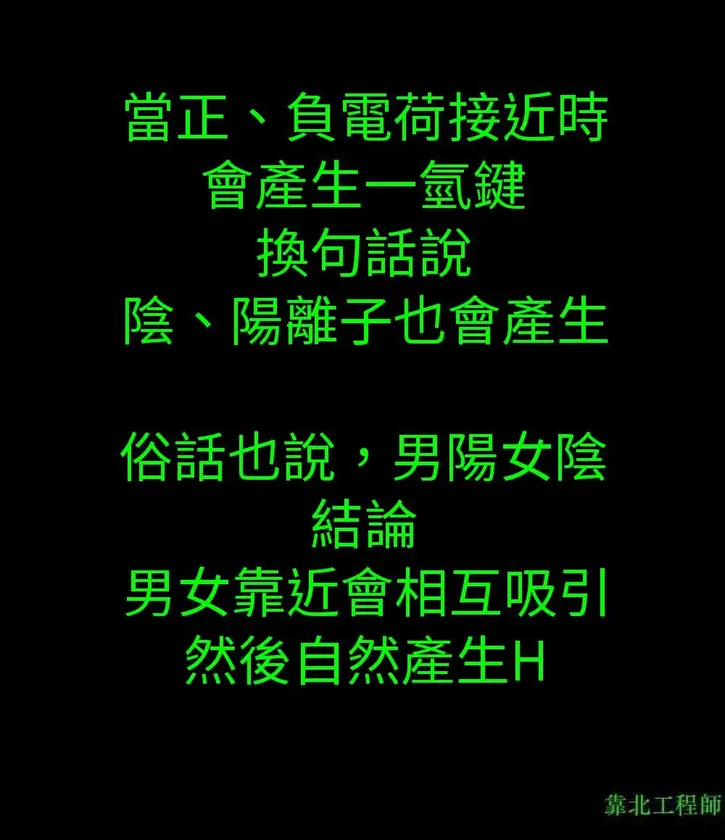 當正、負電荷接近時
會產生一氫鍵
換句話說
陰、陽離子也會產生
俗話也說，男陽女陰
結論
男女靠近會相互吸引
然後自然產生H
靠北工程師